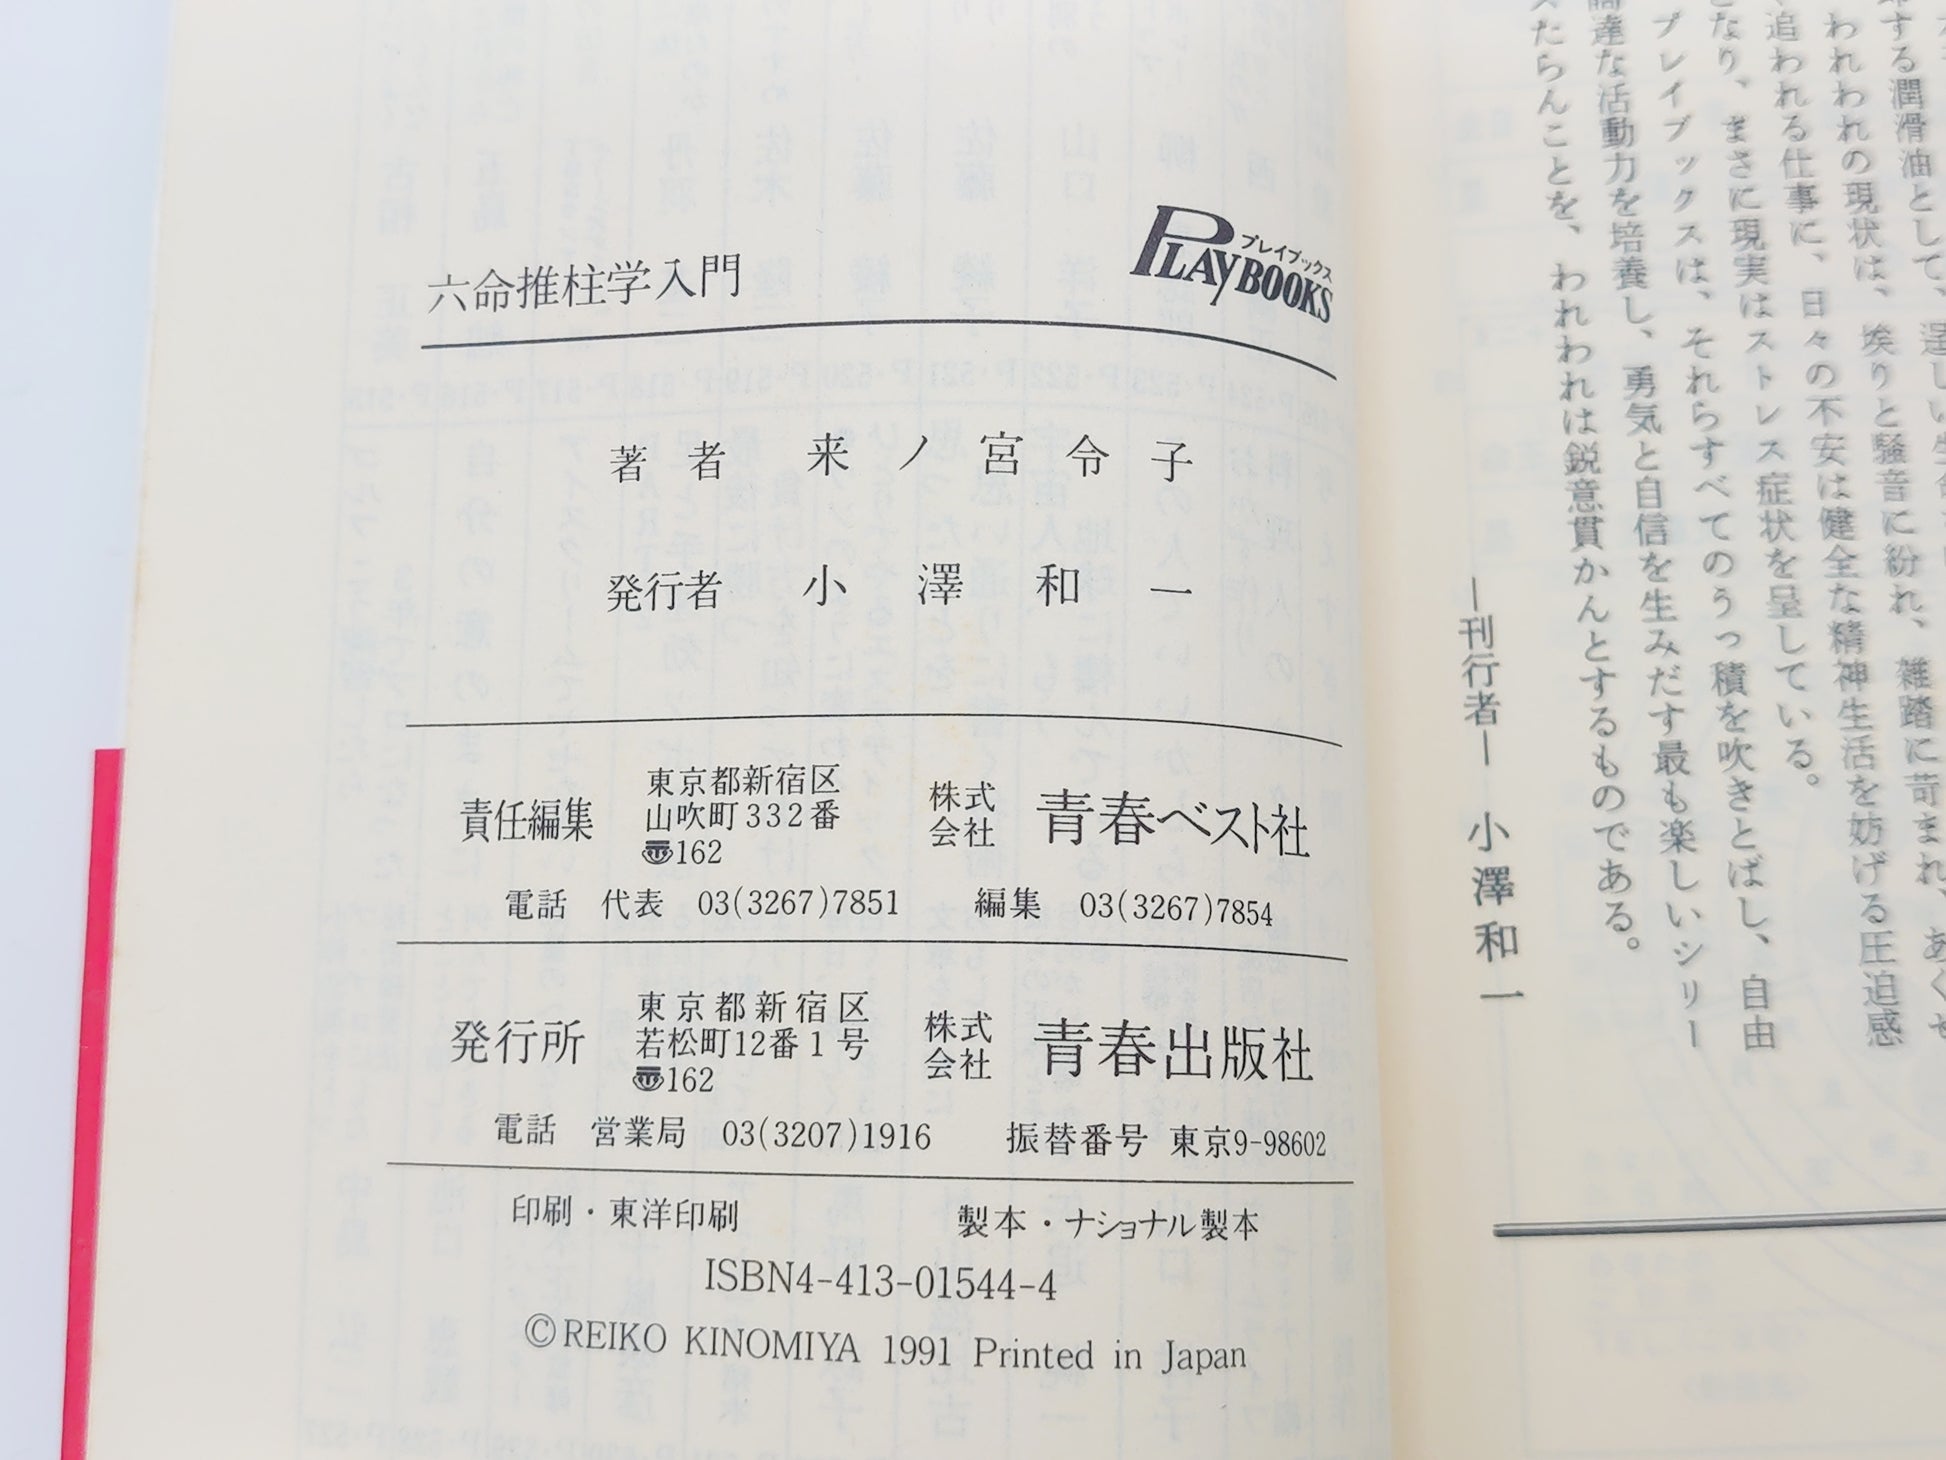 PLAYBOOKS
プレイブックス
六命推柱学入門
著者 来ノ宮令子
発行者 小澤和一
責任編集 東京都新宿区 山吹町332番 〠162 株式会社 青春ベスト社
電話 代表 03(3267)7851 編集 03(3267)7854
発行所 東京都新宿区 若松町12番1号 〠162 株式会社 青春出版社
電話 営業局 03(3207)1916 振替番号 東京9-98602
印刷・東洋印刷 製本・ナショナル製本
ISBN4-413-01544-4
©REIKO KINOMIYA 1991 Printed in Japan
する潤滑油として、逞しい生
われわれの現状は、埃りと騒音に紛れ、雑踏に苛まれ、あくせ
追われる仕事に、日々の不安は健全な精神生活を妨げる圧迫感
なり、まさに現実はストレス症状を呈している。
プレイブックスは、それらすべてのうっ積を吹きとばし、自由
達な活動力を培養し、勇気と自信を生みだす最も楽しいシリー
たらんことを、われわれは鋭意貫かんとするものである。
—刊行者— 小澤和一